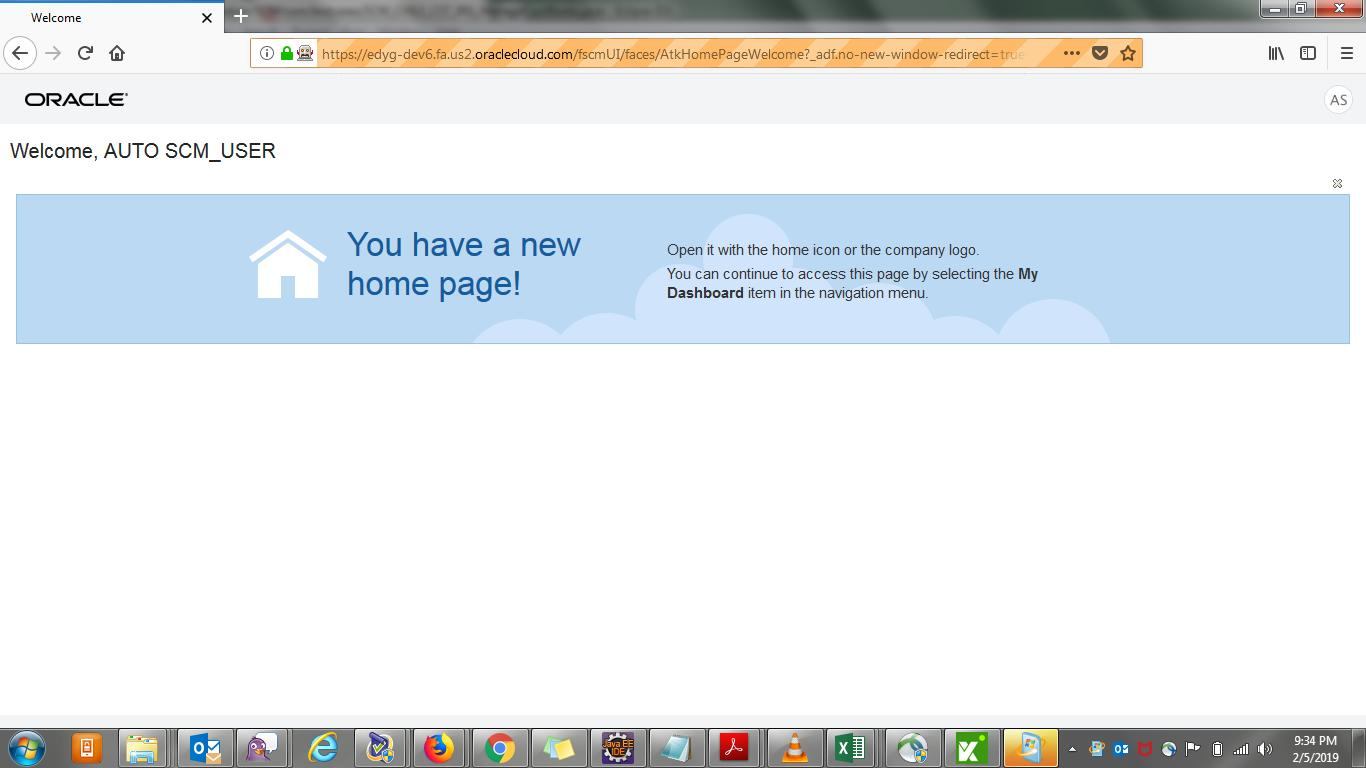 Welcome
https://edyg-dev6.fa.us2.oraclecloud.com/fscmUI/faces/AtkHomePageWelcome?_adf.no-new-window-redirect=true
ORACLE
AS
Welcome, AUTO SCM_USER
You have a new
home page!
Open it with the home icon or the company logo.
You can continue to access this page by selecting the My
Dashboard item in the navigation menu.
Java EE
IDE
9:34 PM
2/5/2019